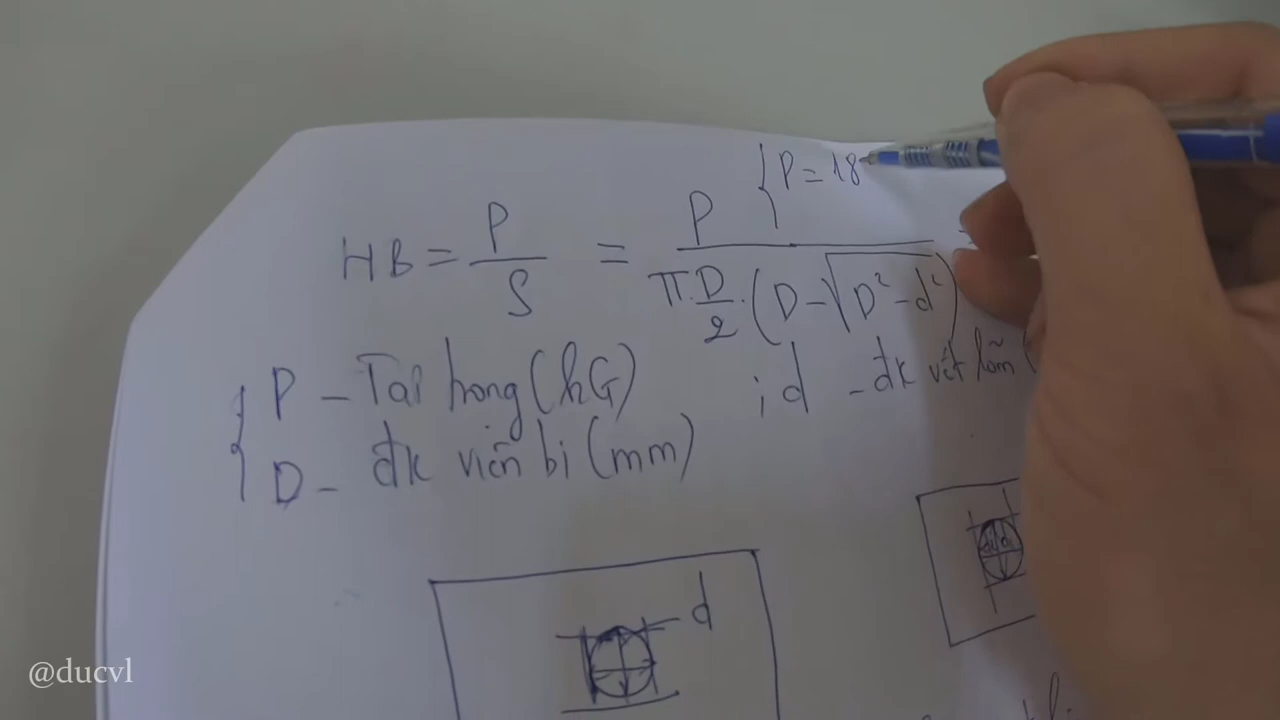 { P = 18
HB = P/S = P/(π.D/2.(D-√(D²-d²))
{ P - Tải trọng (kG) ; d - đk vết lõm (
D - đk viên bi (mm)
d
@ducvl